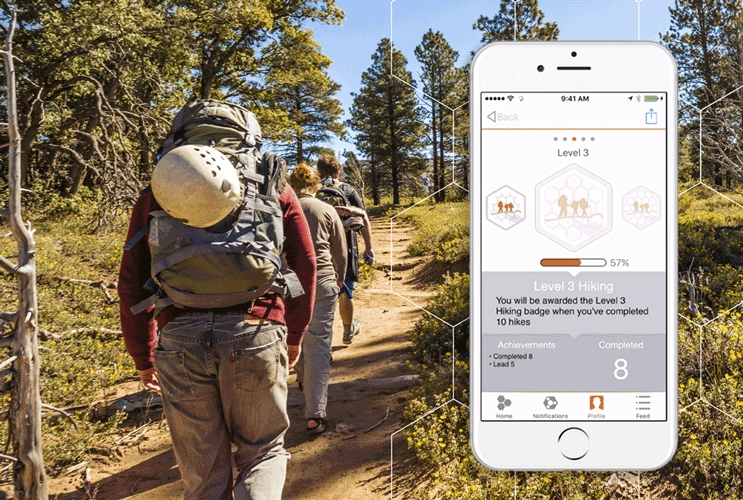 9:41 AM
Back
Level 3
57%
Level 3 Hiking
You will be awarded the Level 3
Hiking badge when you've completed
10 hikes
Achievements
Completed
• Completed 8
• Lead 5
8
Home
Notifications
Profile
Feed